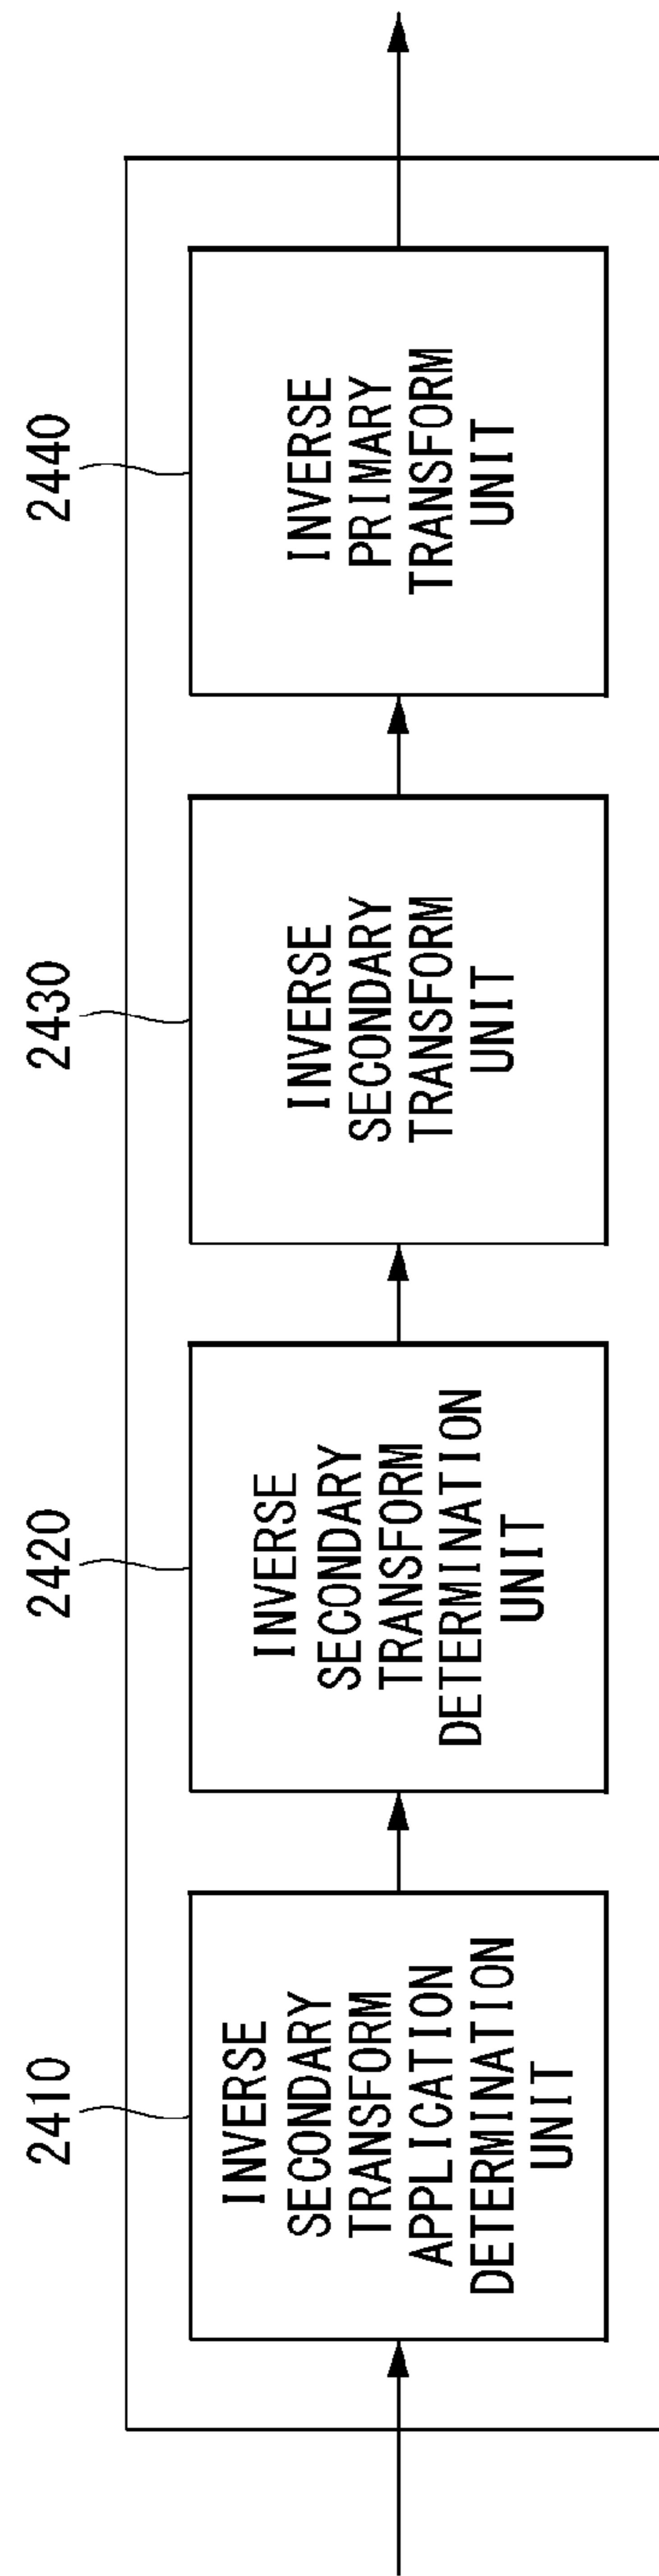 2410
INVERSE
SECONDARY
TRANSFORM
APPLICATION
DETERMINATION
UNIT
2420
INVERSE
SECONDARY
TRANSFORM
DETERMINATION
UNIT
2430
INVERSE
SECONDARY
TRANSFORM
UNIT
2440
INVERSE
PRIMARY
TRANSFORM
UNIT